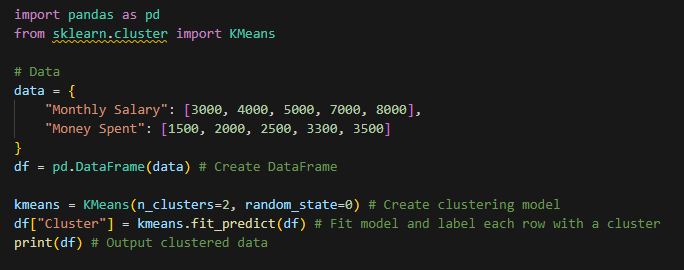 import pandas as pd
from sklearn.cluster import KMeans
# Data
data = {
    "Monthly Salary": [3000, 4000, 5000, 7000, 8000],
    "Money Spent": [1500, 2000, 2500, 3300, 3500]
}
df = pd.DataFrame(data) # Create DataFrame
kmeans = KMeans(n_clusters=2, random_state=0) # Create clustering model
df["Cluster"] = kmeans.fit_predict(df) # Fit model and label each row with a cluster
print(df) # Output clustered data